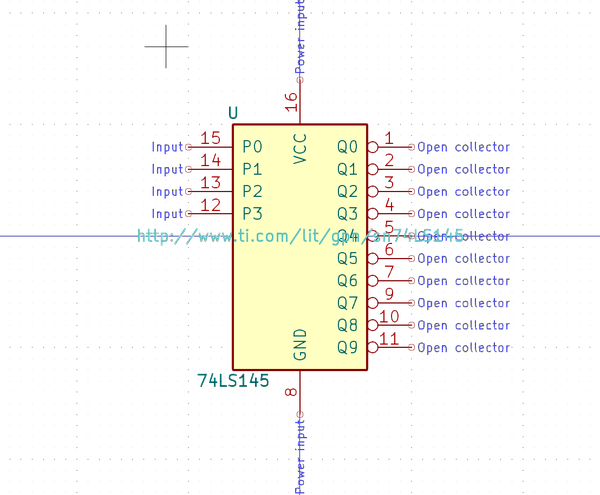 Power input
16
U
VCC
15 P0 Q0 1
Input Open collector
14 P1 Q1 2
Input Open collector
13 P2 Q2 3
Input Open collector
12 P3 Q3 4
Input Open collector
http://www.ti.com/lit/gpn/sn74LS145
Q4 5 Open collector
Q5 6 Open collector
Q6 7 Open collector
Q7 9 Open collector
Q8 10 Open collector
Q9 11 Open collector
GND
74LS145
8
Power input